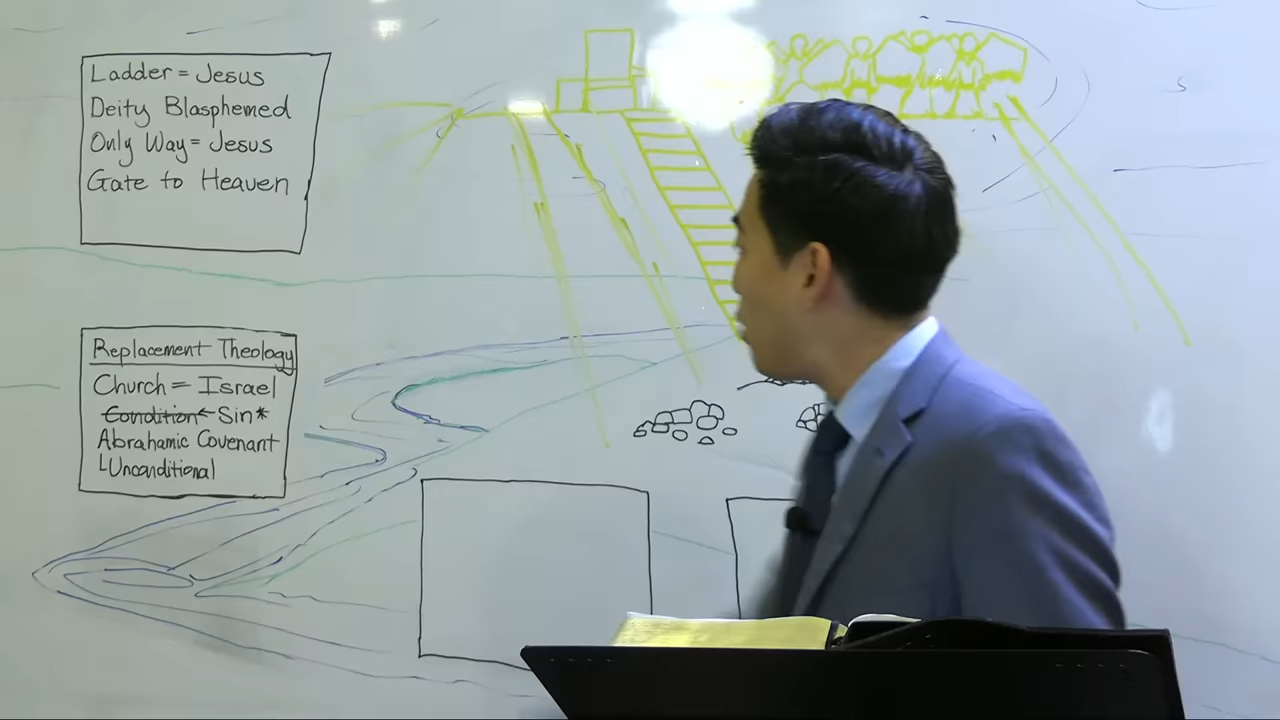 Ladder = Jesus
Deity Blasphemed
Only Way = Jesus
Gate to Heaven
Replacement Theology
Church = Israel
Condition ← Sin*
Abrahamic Covenant
└Unconditional